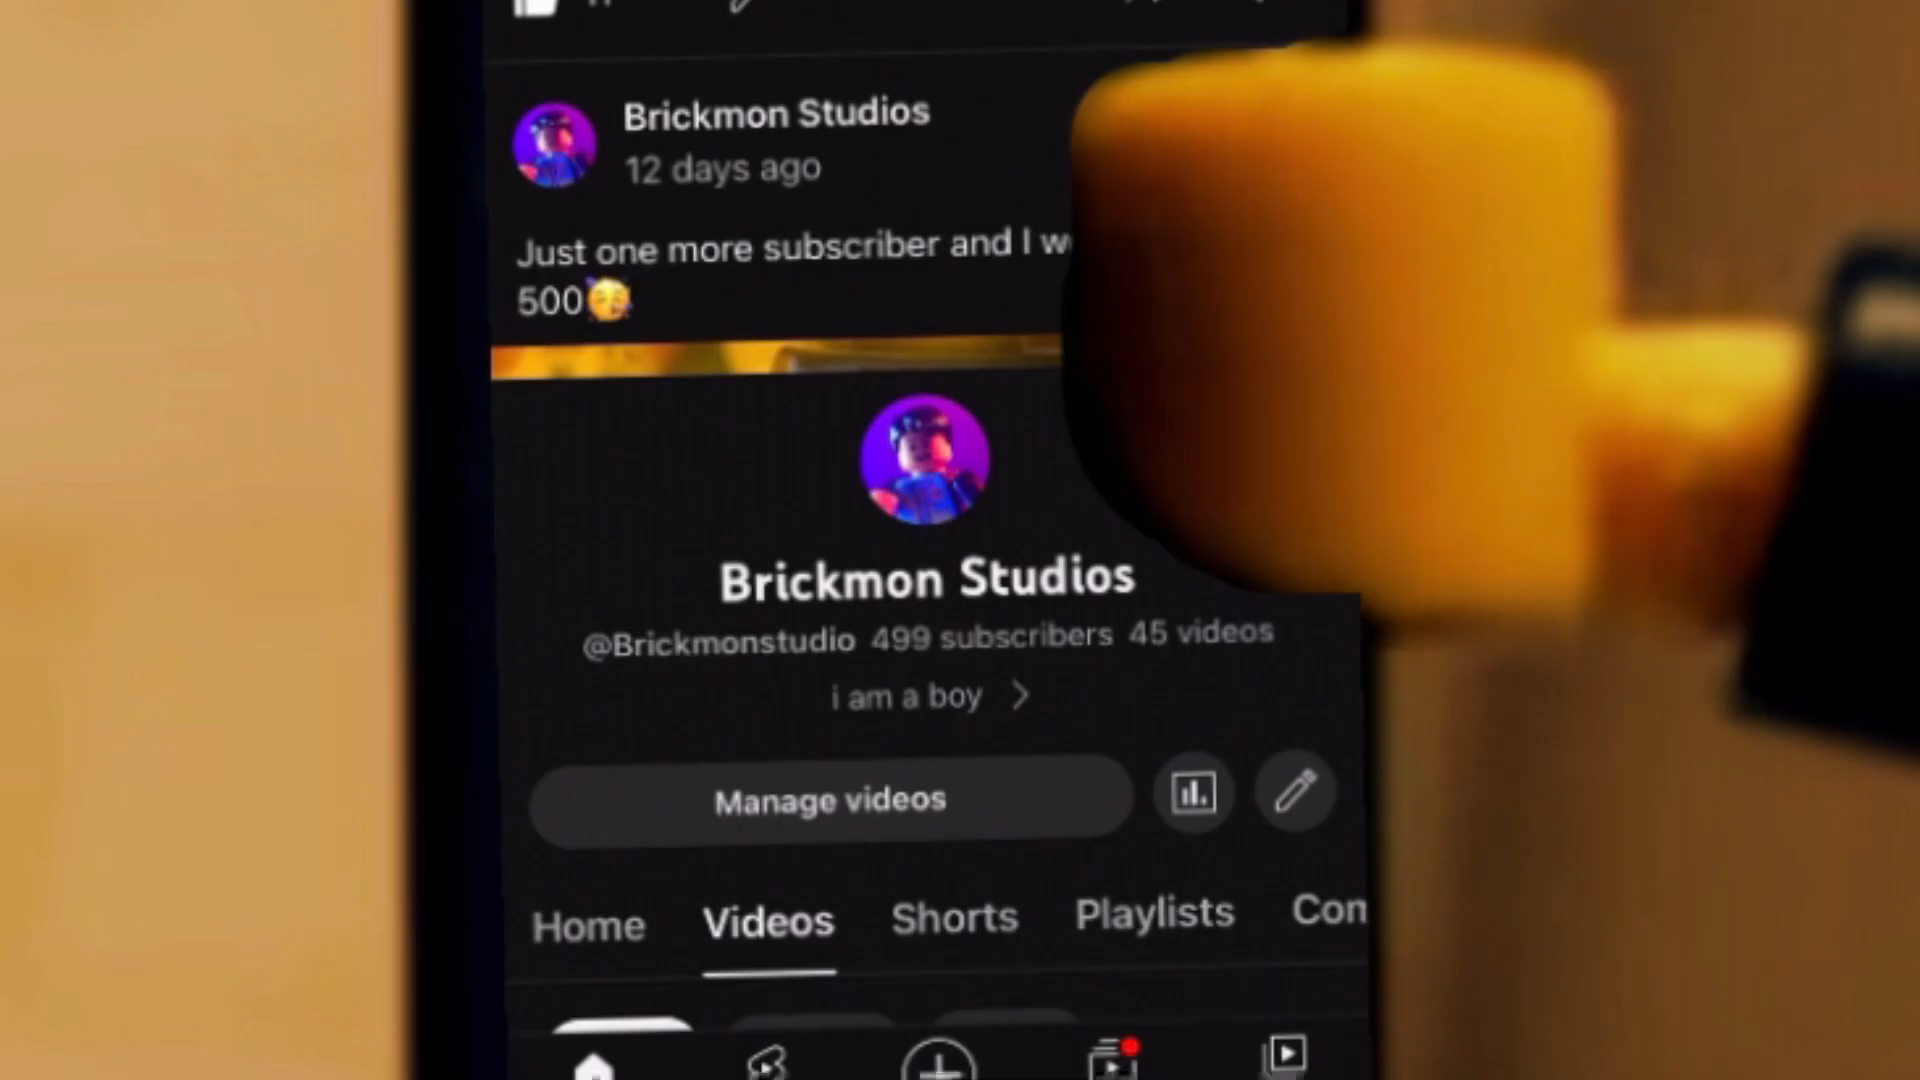 Brickmon Studios
12 days ago
Just one more subscriber and I
500🥳
Brickmon Studios
@Brickmonstudio 499 subscribers 45 videos
i am a boy
Manage videos
Home Videos Shorts Playlists